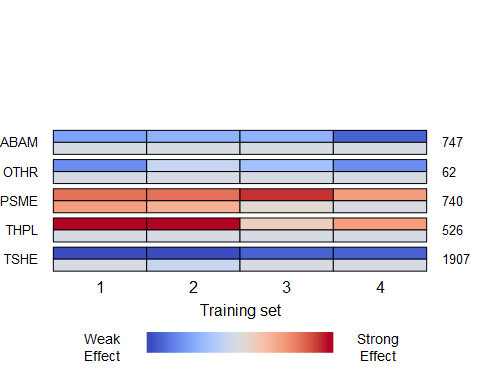 ABAM 747
OTHR 62
PSME 740
THPL 526
TSHE 1907
1 2 3 4
Training set
Weak Effect
Strong Effect